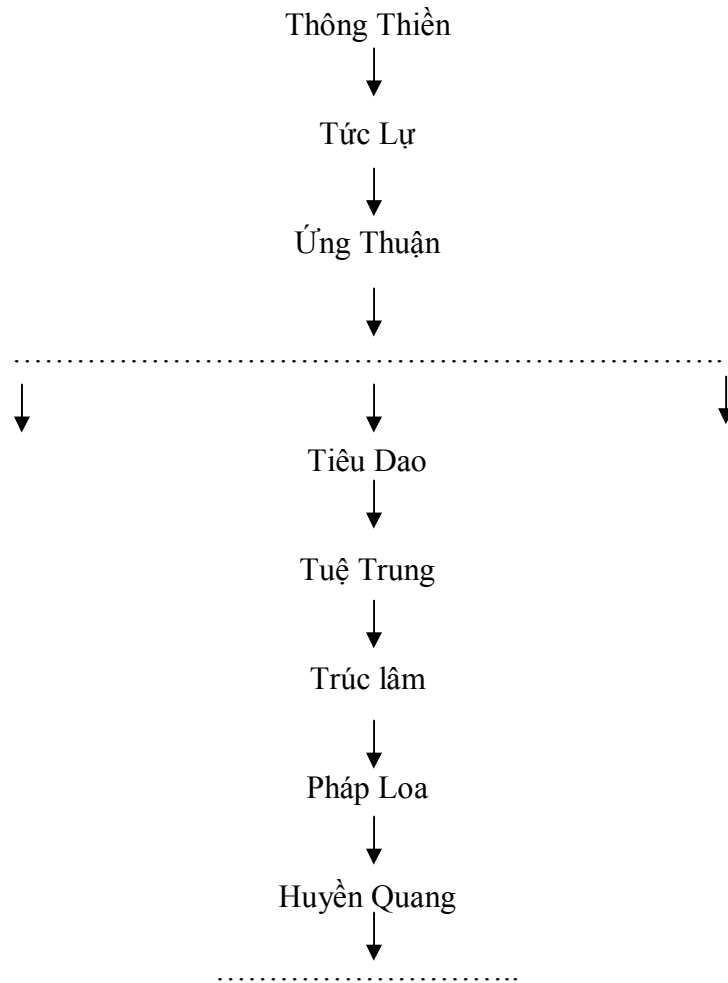 Thông Thiền
Tức Lự
Ứng Thuận
……………………………………………………………………
Tiêu Dao
Tuệ Trung
Trúc lâm
Pháp Loa
Huyền Quang
……………………………..